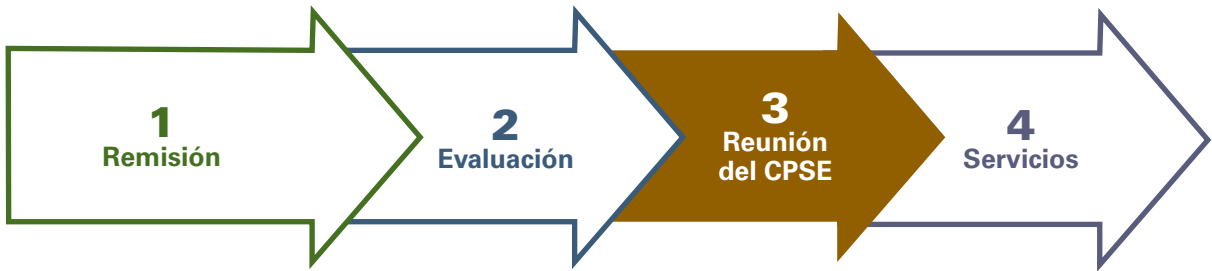 1
Remisión
2
Evaluación
3
Reunión
del CPSE
4
Servicios